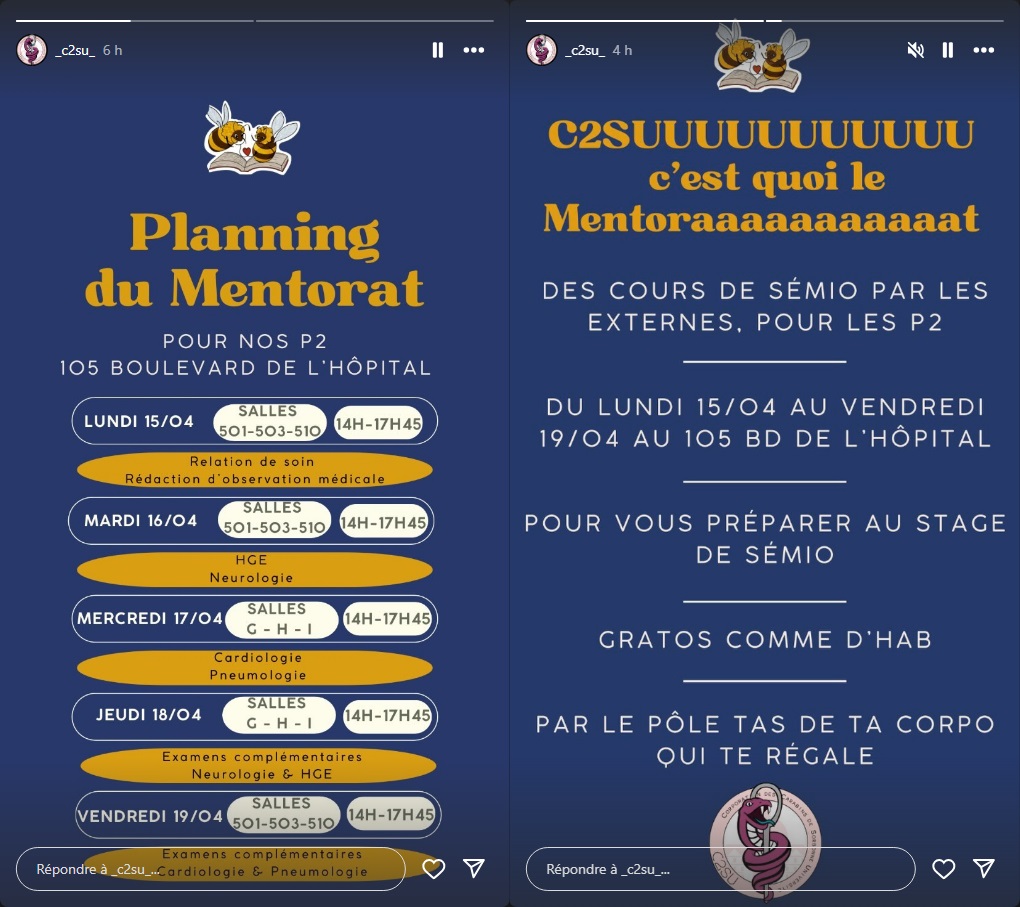 _c2su_ 6 h
Planning
du Mentorat
POUR NOS P2
105 BOULEVARD DE L'HÔPITAL
LUNDI 15/04
SALLES
501-503-510
14H-17H45
Relation de soin
Rédaction d'observation médicale
MARDI 16/04
SALLES
501-503-510
14H-17H45
HGE
Neurologie
MERCREDI 17/04
SALLES
G - H - I
14H-17H45
Cardiologie
Pneumologie
JEUDI 18/04
SALLES
G - H - I
14H-17H45
Examens complémentaires
Neurologie & HGE
VENDREDI 19/04
SALLES
501-503-510
14H-17H45
Examens complémentaires
Cardiologie & Pneumologie
Répondre à _c2su_...
_c2su_ 4 h
C2SUUUUUUUUUUU
c'est quoi le
Mentoraaaaaaaaaaat
DES COURS DE SÉMIO PAR LES
EXTERNES, POUR LES P2
DU LUNDI 15/04 AU VENDREDI
19/04 AU 105 BD DE L'HÔPITAL
POUR VOUS PRÉPARER AU STAGE
DE SÉMIO
GRATOS COMME D'HAB
PAR LE PÔLE TAS DE TA CORPO
QUI TE RÉGALE
C2SU
Répondre à _c2su_...